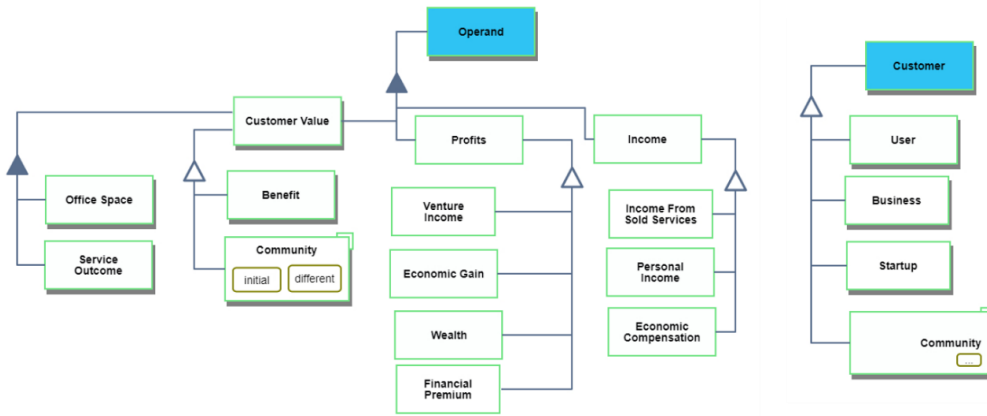 Operand
Customer Value
Profits
Income
Office Space
Service
Outcome
Benefit
Community
initial
different
Venture
Income
Economic Gain
Wealth
Financial
Premium
Income From
Sold Services
Personal
Income
Economic
Compensation
Customer
User
Business
Startup
Community
...